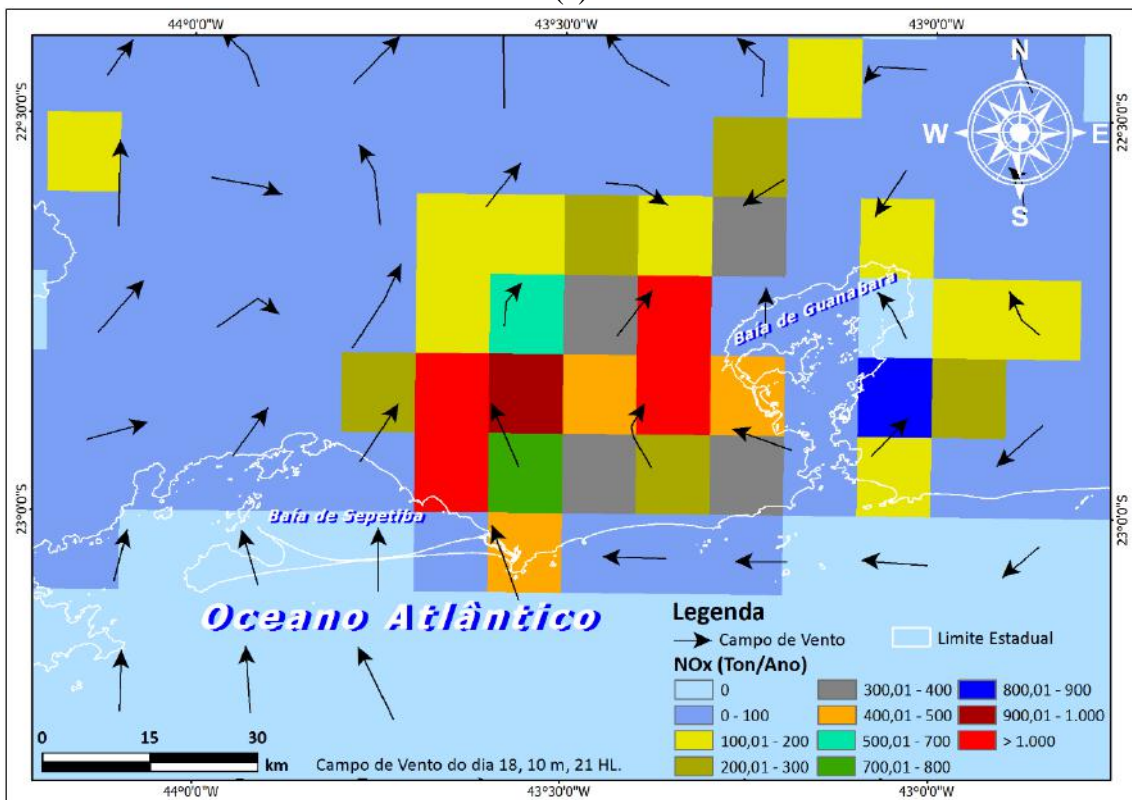 44°0'0"W 43°30'0"W 43°0'0"W
22°30'0"S 22°30'0"S
N
W E
S
Baía de Guanabara
23°0'0"S 23°0'0"S
Baía de Sepetiba
Oceano Atlântico
Legenda
Campo de Vento Limite Estadual
NOx (Ton/Ano)
0 300,01 - 400 800,01 - 900
0 - 100 400,01 - 500 900,01 - 1.000
100,01 - 200 500,01 - 700 > 1.000
200,01 - 300 700,01 - 800
0 15 30
km
Campo de Vento do dia 18, 10 m, 21 HL.
44°0'0"W 43°30'0"W 43°0'0"W